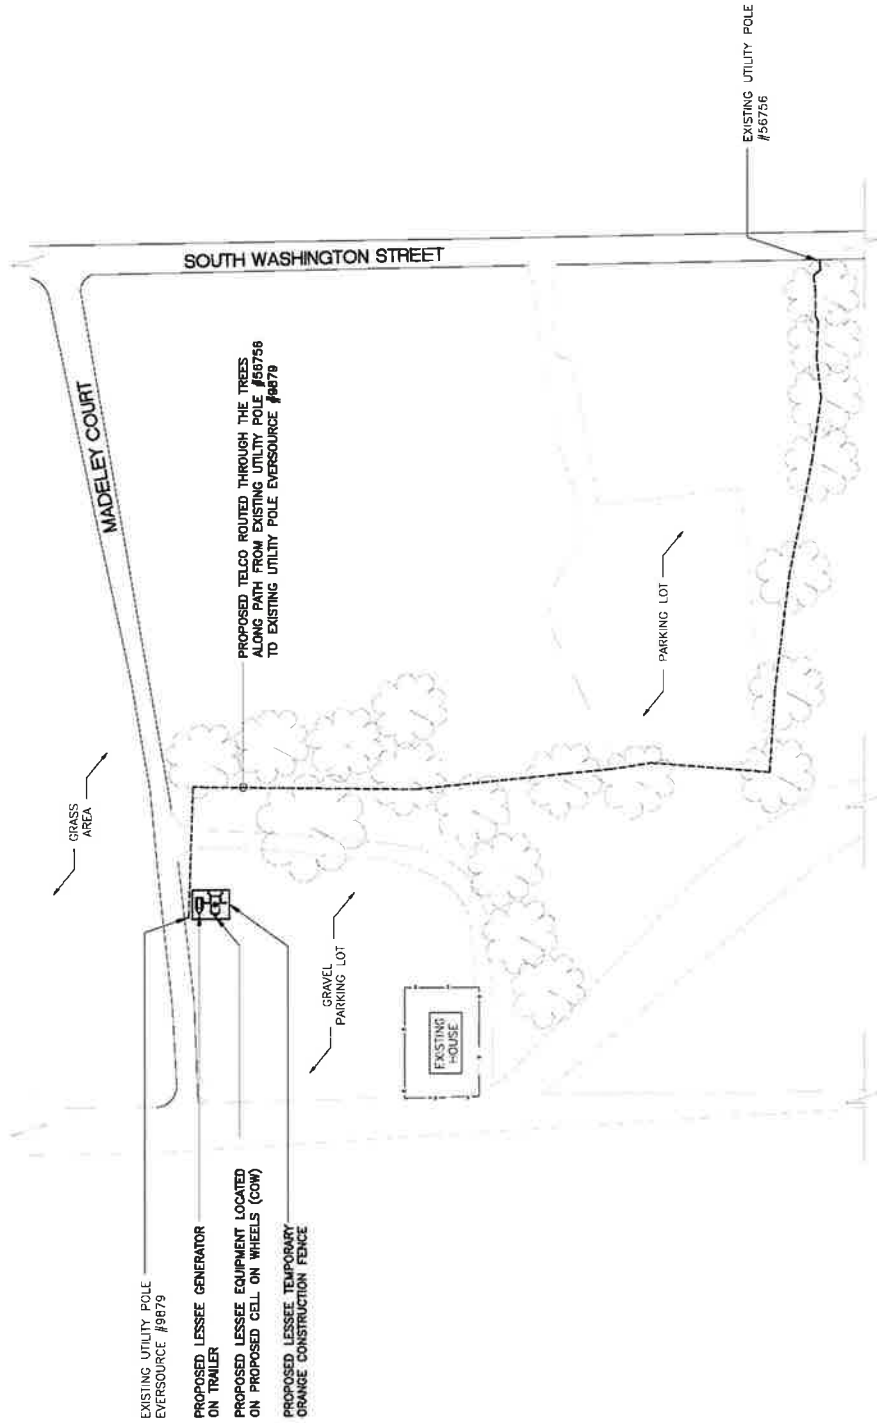 EXISTING UTILITY POLE
EVERSOURCE #9879
PROPOSED LESSEE GENERATOR
ON TRAILER
PROPOSED LESSEE EQUIPMENT LOCATED
ON PROPOSED CELL ON WHEELS (COW)
PROPOSED LESSEE TEMPORARY
ORANGE CONSTRUCTION FENCE
GRASS
AREA
GRAVEL
PARKING LOT
EXISTING
HOUSE
MADELEY COURT
PROPOSED TELCO ROUTED THROUGH THE TREES
ALONG PATH FROM EXISTING UTILITY POLE #56756
TO EXISTING UTILITY POLE EVERSOURCE #9879
PARKING LOT
SOUTH WASHINGTON STREET
EXISTING UTILITY POLE
#56756